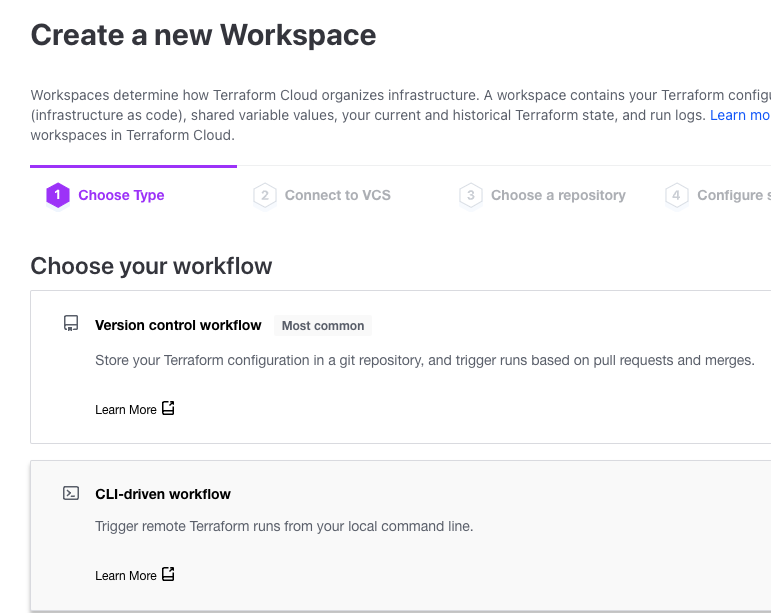 Create a new Workspace
Workspaces determine how Terraform Cloud organizes infrastructure. A workspace contains your Terraform
(infrastructure as code), shared variable values, your current and historical Terraform state, and run logs. Learn
workspaces in Terraform Cloud.
1 Choose Type
2 Connect to VCS
3 Choose a repository
4 Configure
Choose your workflow
Version control workflow Most common
Store your Terraform configuration in a git repository, and trigger runs based on pull requests and merges.
Learn More
CLI-driven workflow
Trigger remote Terraform runs from your local command line.
Learn More